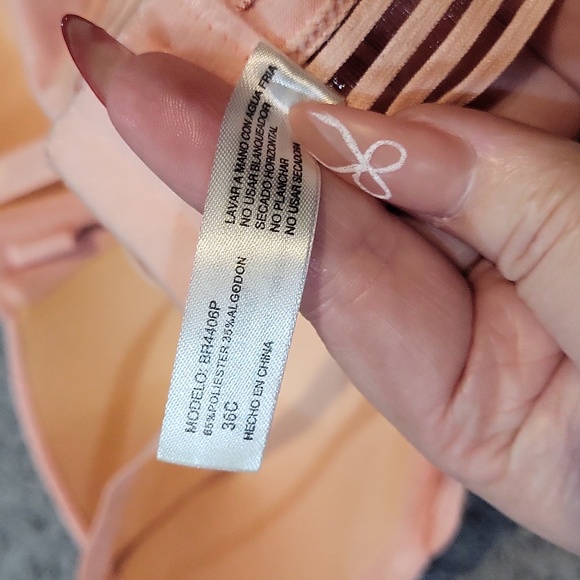 MODELO: BR4406P
65%POLIESTER 35%ALGODON
36C
HECHO EN CHINA
LAVAR A MANO CON AGUA FRIA
NO USAR BLANQUEADOR
SECADO HORIZONTAL
NO PLANCHAR
NO USAR SECADORA